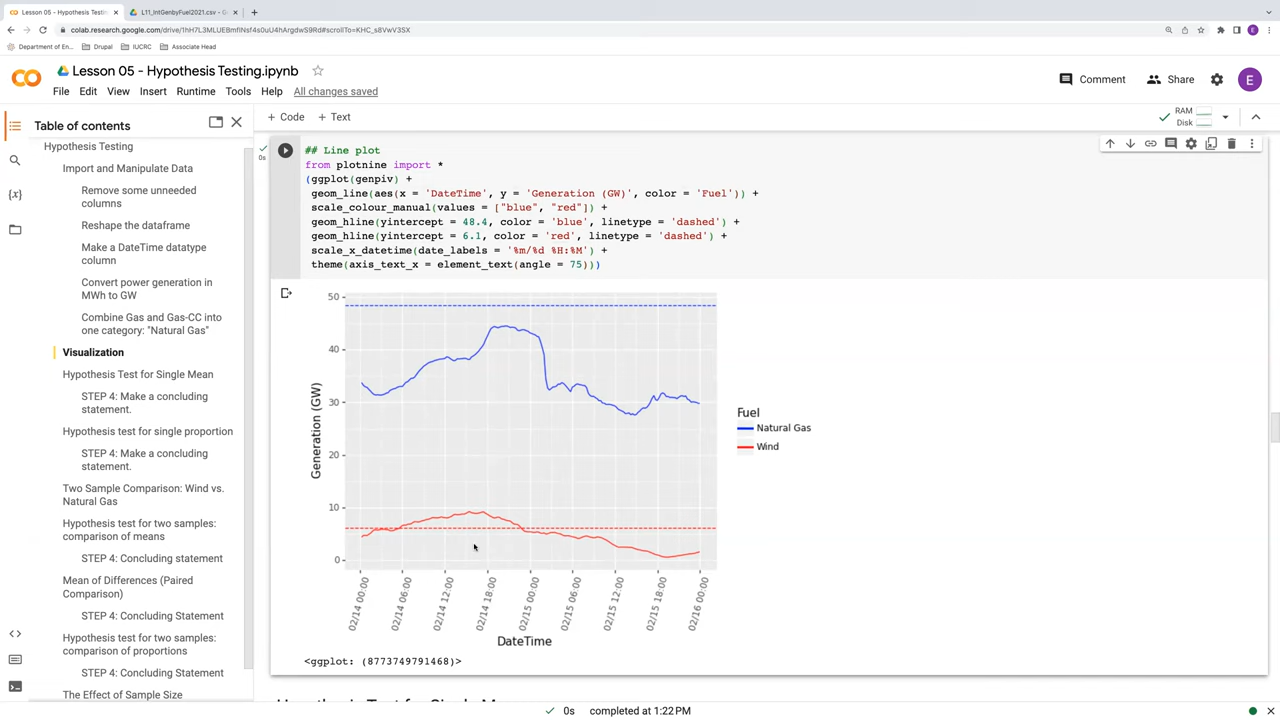 Lesson 05 - Hypothesis Testing
L11_IntGenbyFuel2021.csv - G
colab.research.google.com/drive/1hH7L3MLUEBmfiNsf4s0uU4hArgdwS9Rd#scrollTo=KHC_s8VwV3SX
Department of En...
Drupal
IUCRC
Associate Head
Lesson 05 - Hypothesis Testing.ipynb
File Edit View Insert Runtime Tools Help All changes saved
Comment
Share
E
+ Code + Text
RAM
Disk
Table of contents
Hypothesis Testing
Import and Manipulate Data
Remove some unneeded
columns
Reshape the dataframe
Make a DateTime datatype
column
Convert power generation in
MWh to GW
Combine Gas and Gas-CC into
one category: "Natural Gas"
Visualization
Hypothesis Test for Single Mean
STEP 4: Make a concluding
statement.
Hypothesis test for single proportion
STEP 4: Make a concluding
statement.
Two Sample Comparison: Wind vs.
Natural Gas
Hypothesis test for two samples:
comparison of means
STEP 4: Concluding statement
Mean of Differences (Paired
Comparison)
STEP 4: Concluding Statement
Hypothesis test for two samples:
comparison of proportions
STEP 4: Concluding Statement
The Effect of Sample Size
0s
## Line plot
from plotnine import *
(ggplot(genpiv) +
geom_line(aes(x = 'DateTime', y = 'Generation (GW)', color = 'Fuel')) +
scale_colour_manual(values = ["blue", "red"]) +
geom_hline(yintercept = 48.4, color = 'blue', linetype = 'dashed') +
geom_hline(yintercept = 6.1, color = 'red', linetype = 'dashed') +
scale_x_datetime(date_labels = '%m/%d %H:%M') +
theme(axis_text_x = element_text(angle = 75)))
50
40
30
20
10
0
Generation (GW)
02/14 00:00
02/14 06:00
02/14 12:00
02/14 18:00
02/15 00:00
02/15 06:00
02/15 12:00
02/15 18:00
02/16 00:00
DateTime
Fuel
Natural Gas
Wind
<ggplot: (8773749791468)>
Hypothesis Test for Single Mean
0s completed at 1:22 PM